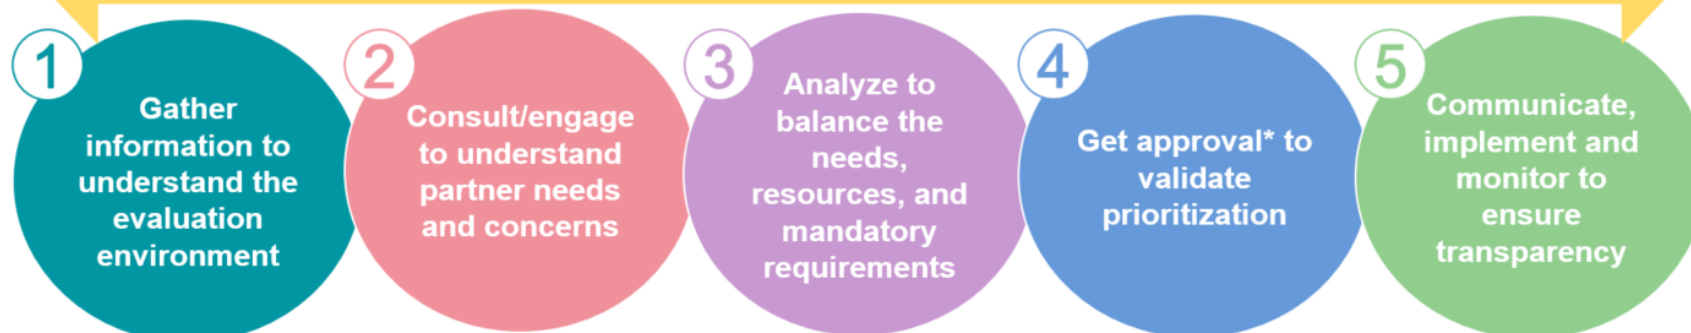 1
Gather
information to
understand the
evaluation
environment
2
Consult/engage
to understand
partner needs
and concerns
3
Analyze to
balance the
needs,
resources, and
mandatory
requirements
4
Get approval* to
validate
prioritization
5
Communicate,
implement and
monitor to
ensure
transparency